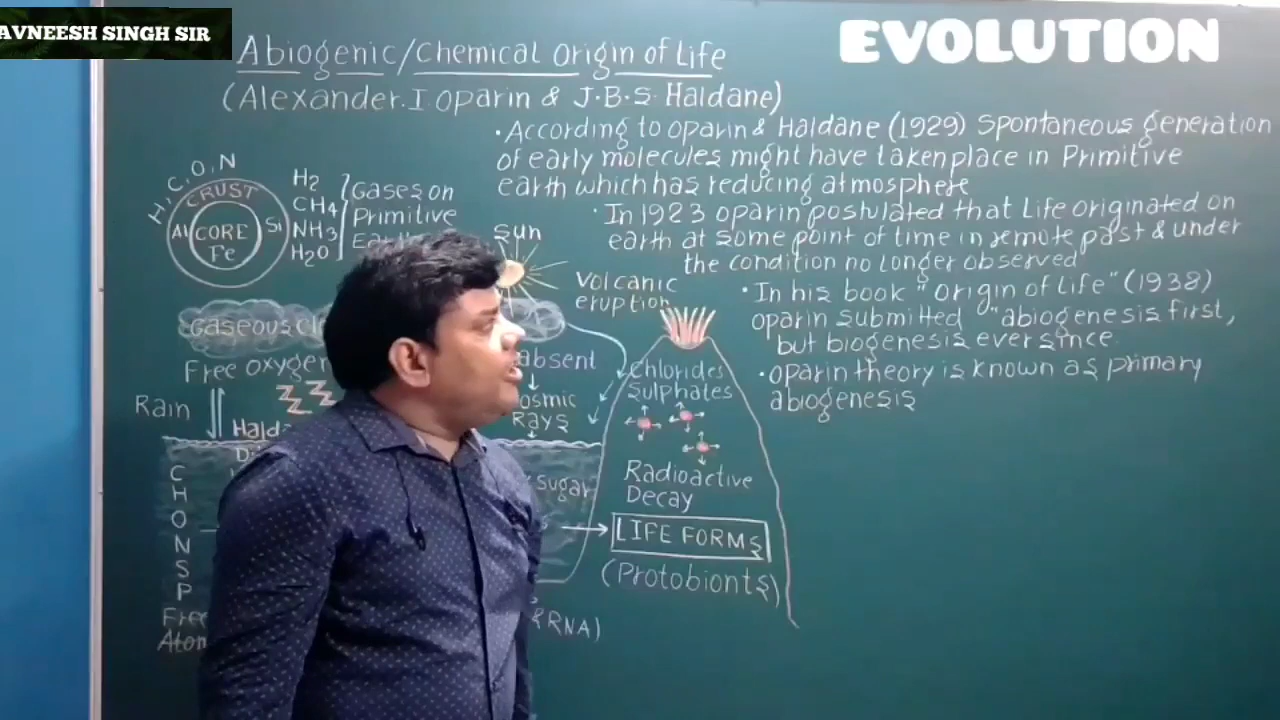 AVNEESH SINGH SIR
EVOLUTION
Abiogenic/Chemical Origin of Life
(Alexander.I.Oparin & J.B.S. Haldane)
• According to Oparin & Haldane (1929) Spontaneous generation
of early molecules might have taken place in Primitive
earth which has reducing atmosphere
• In 1923 Oparin postulated that Life originated on
earth at some point of time in remote past & under
the condition no longer observed
• In his book "Origin of Life" (1938)
Oparin submitted "abiogenesis first,
but biogenesis ever since
• Oparin theory is known as primary
abiogenesis
H, C, O, N
CRUST
Al CORE Si
Fe
H2
CH4
NH3
H2O
Gases on
Primitive
Sun
Volcanic
eruption
Gaseous
Free oxygen absent
Rain
Cosmic
Rays
Chlorides
Sulphates
Radioactive
Decay
C
H
O
N
S
P
Sugar
LIFE FORMS
(Protobionts)
Free
Atom
& RNA)